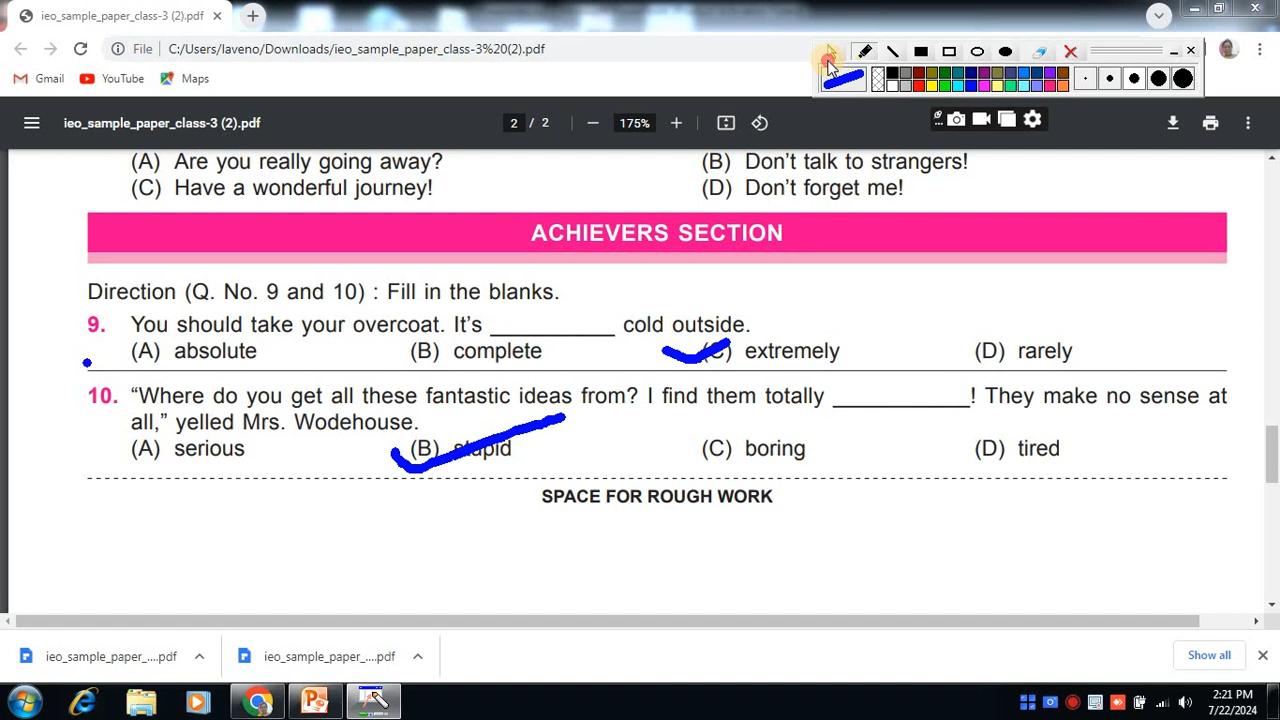 ieo_sample_paper_class-3 (2).pdf
File C:/Users/laveno/Downloads/ieo_sample_paper_class-3%20(2).pdf
Gmail YouTube Maps
ieo_sample_paper_class-3 (2).pdf 2 / 2 175%
(A) Are you really going away? (B) Don't talk to strangers!
(C) Have a wonderful journey! (D) Don't forget me!
ACHIEVERS SECTION
Direction (Q. No. 9 and 10) : Fill in the blanks.
9. You should take your overcoat. It's __________ cold outside.
(A) absolute (B) complete (C) extremely (D) rarely
10. “Where do you get all these fantastic ideas from? I find them totally ___________! They make no sense at
all,” yelled Mrs. Wodehouse.
(A) serious (B) stupid (C) boring (D) tired
SPACE FOR ROUGH WORK
ieo_sample_paper_....pdf ieo_sample_paper_....pdf Show all
2:21 PM
7/22/2024